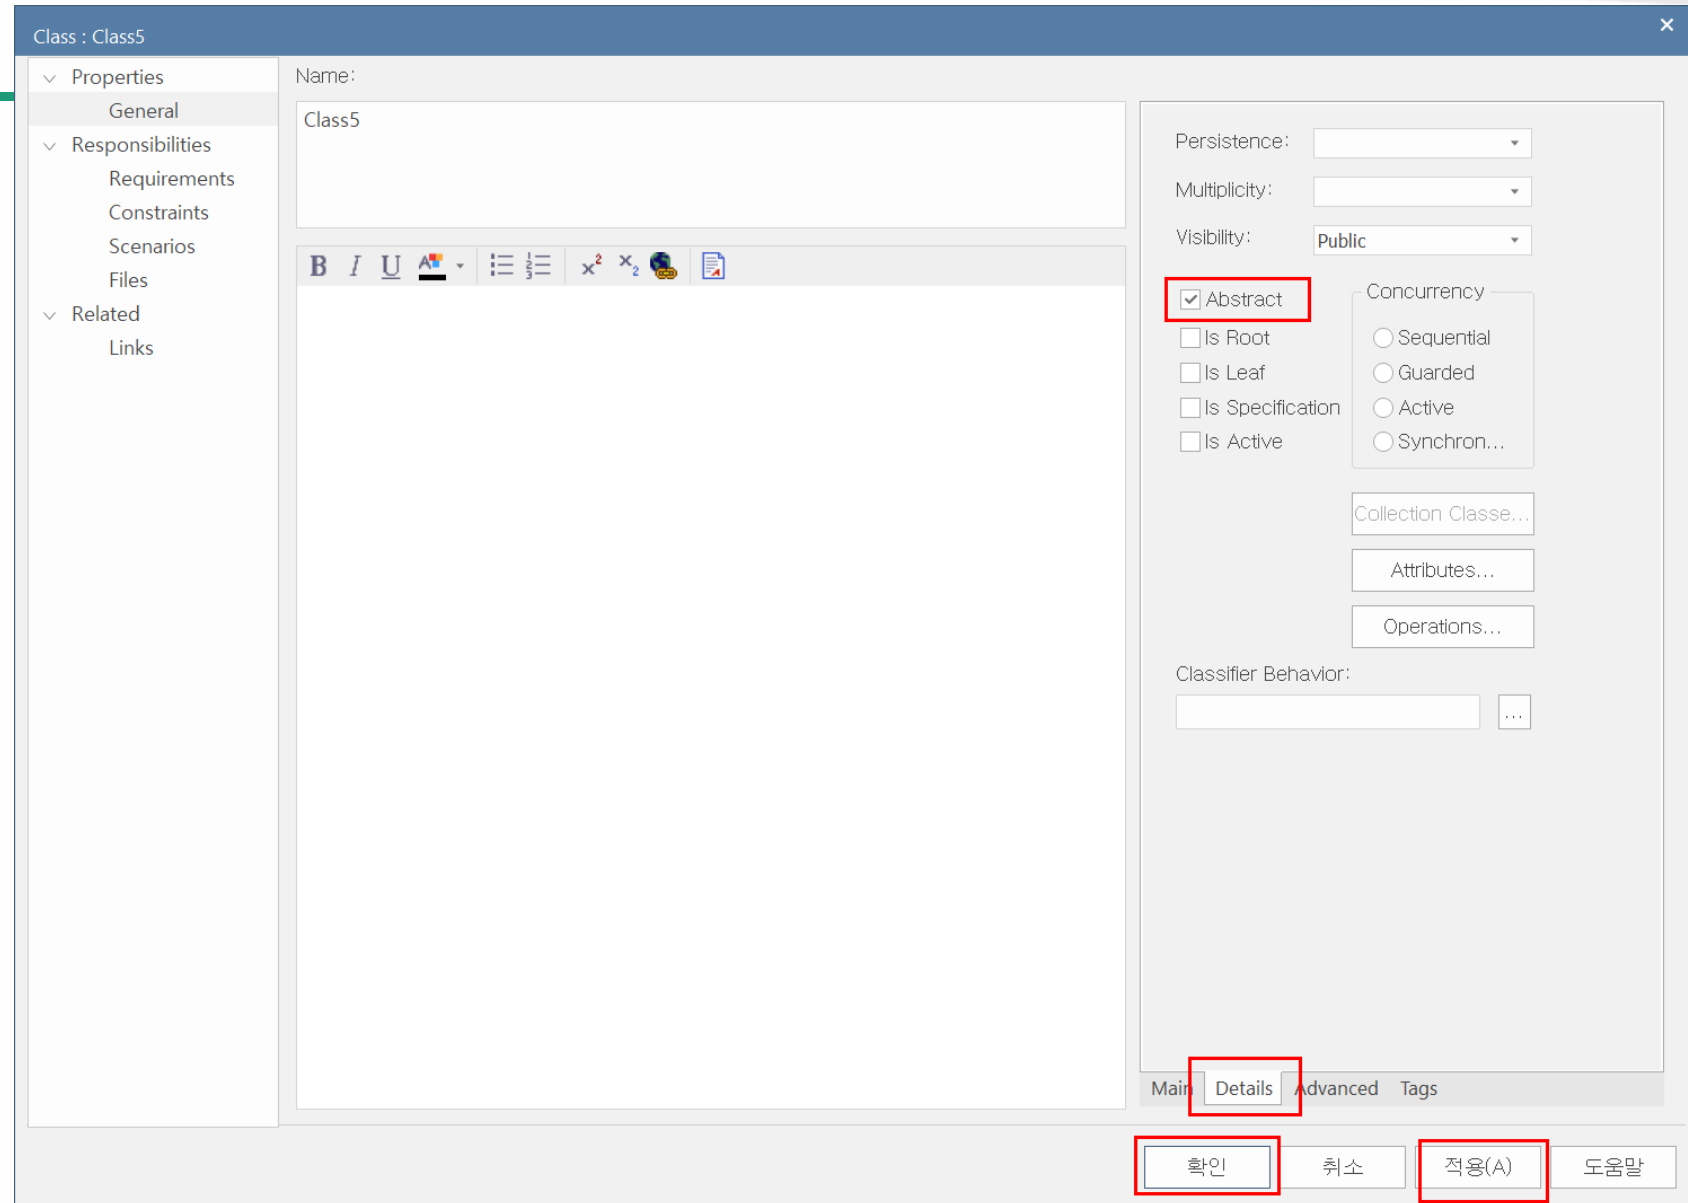 Class : Class5
Properties
General
Responsibilities
Requirements
Constraints
Scenarios
Files
Related
Links
Name:
Class5
Persistence:
Multiplicity:
Visibility: Public
Abstract
Is Root
Is Leaf
Is Specification
Is Active
Concurrency
Sequential
Guarded
Active
Synchron...
Collection Classe...
Attributes...
Operations...
Classifier Behavior:
...
Main Details Advanced Tags
확인 취소 적용(A) 도움말